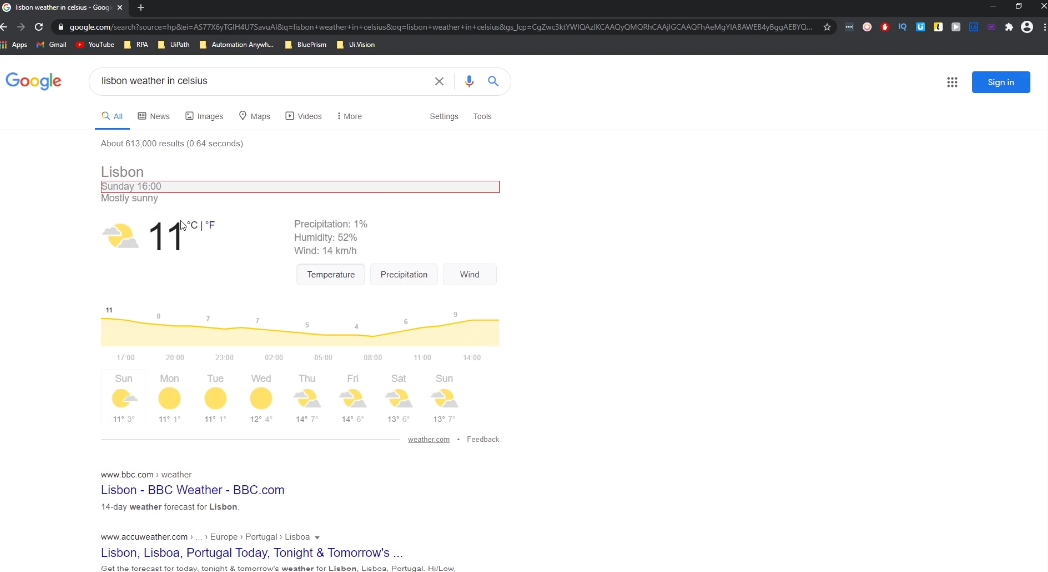 lisbon weather in celsius - Goog
google.com/search?source=hp&ei=AS77X6yTGIH4U7SavuAI&q=lisbon+weather+in+celsius&oq=lisbon+weather+in+celsius&gs_lcp=
Apps Gmail YouTube RPA UiPath Automation Anywh... BluePrism Ui.Vision
Google
lisbon weather in celsius
Sign in
All News Images Maps Videos More Settings Tools
About 613,000 results (0.64 seconds)
Lisbon
Sunday 16:00
Mostly sunny
11 °C | °F
Precipitation: 1%
Humidity: 52%
Wind: 14 km/h
Temperature Precipitation Wind
11 7 7 5 4 6 9
17:00 20:00 23:00 02:00 05:00 08:00 11:00 14:00
Sun Mon Tue Wed Thu Fri Sat Sun
11° 3° 11° 1° 11° 1° 12° 4° 14° 7° 14° 6° 13° 6° 13° 7°
weather.com • Feedback
www.bbc.com › weather
Lisbon - BBC Weather - BBC.com
14-day weather forecast for Lisbon.
www.accuweather.com › ... › Europe › Portugal › Lisboa
Lisbon, Lisboa, Portugal Today, Tonight & Tomorrow's ...
Get the forecast for today, tonight & tomorrow's weather for Lisbon, Lisboa, Portugal. Hi/Low,